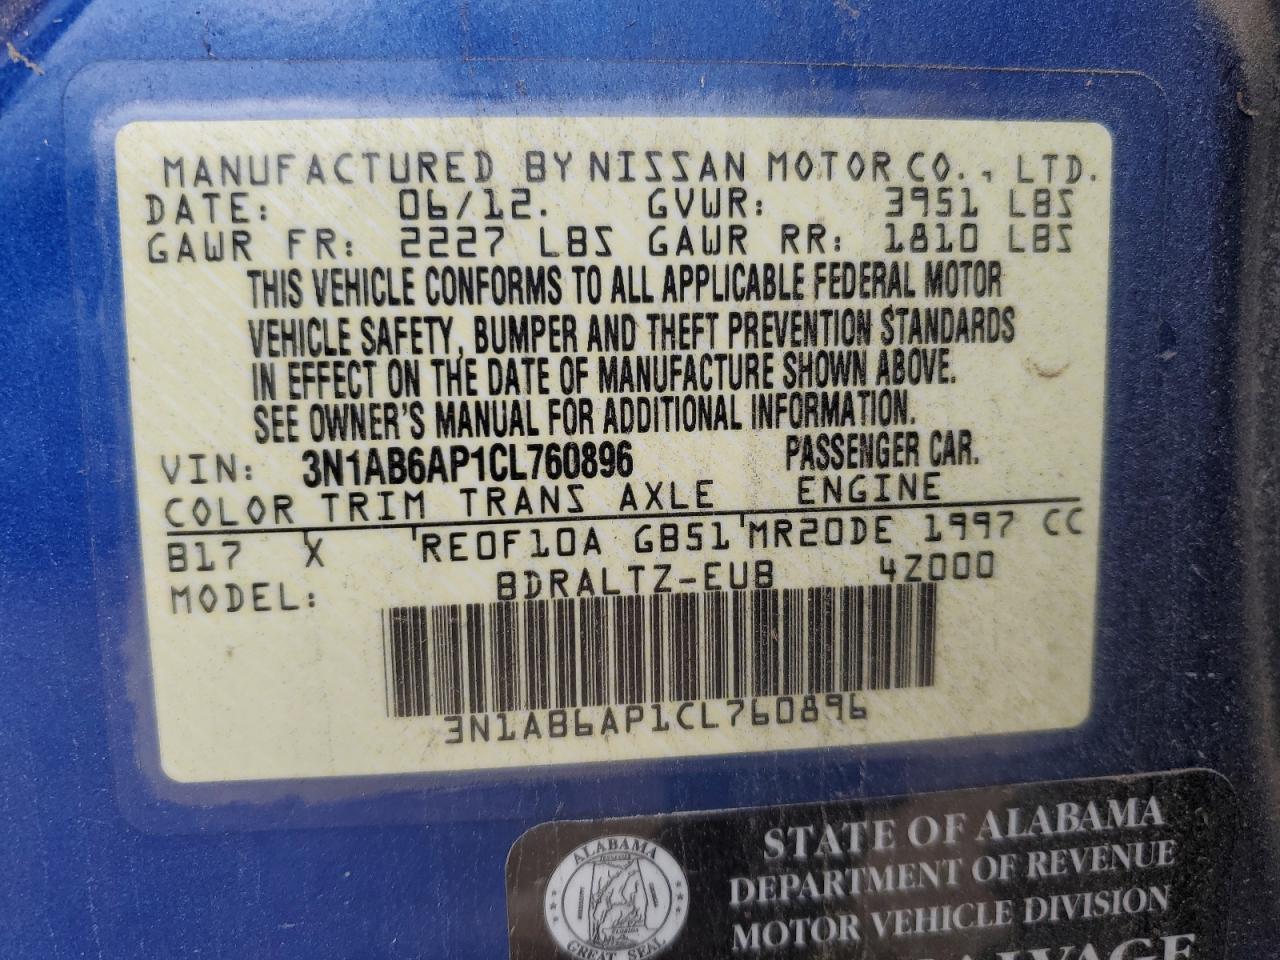 MANUFACTURED BY NISSAN MOTOR CO., LTD.
DATE: 06/12. GVWR: 3951 LBS
GAWR FR: 2227 LBS GAWR RR: 1810 LBS
THIS VEHICLE CONFORMS TO ALL APPLICABLE FEDERAL MOTOR
VEHICLE SAFETY, BUMPER AND THEFT PREVENTION STANDARDS
IN EFFECT ON THE DATE OF MANUFACTURE SHOWN ABOVE.
SEE OWNER'S MANUAL FOR ADDITIONAL INFORMATION.
VIN: 3N1AB6AP1CL760896 PASSENGER CAR.
COLOR TRIM TRANS AXLE ENGINE
B17 X RE0F10A GB51 MR20DE 1997 CC
MODEL: BDRALTZ-EUB 4Z000
3N1AB6AP1CL760896
STATE OF ALABAMA
DEPARTMENT OF REVENUE
MOTOR VEHICLE DIVISION
ALABAMA
GREAT SEAL